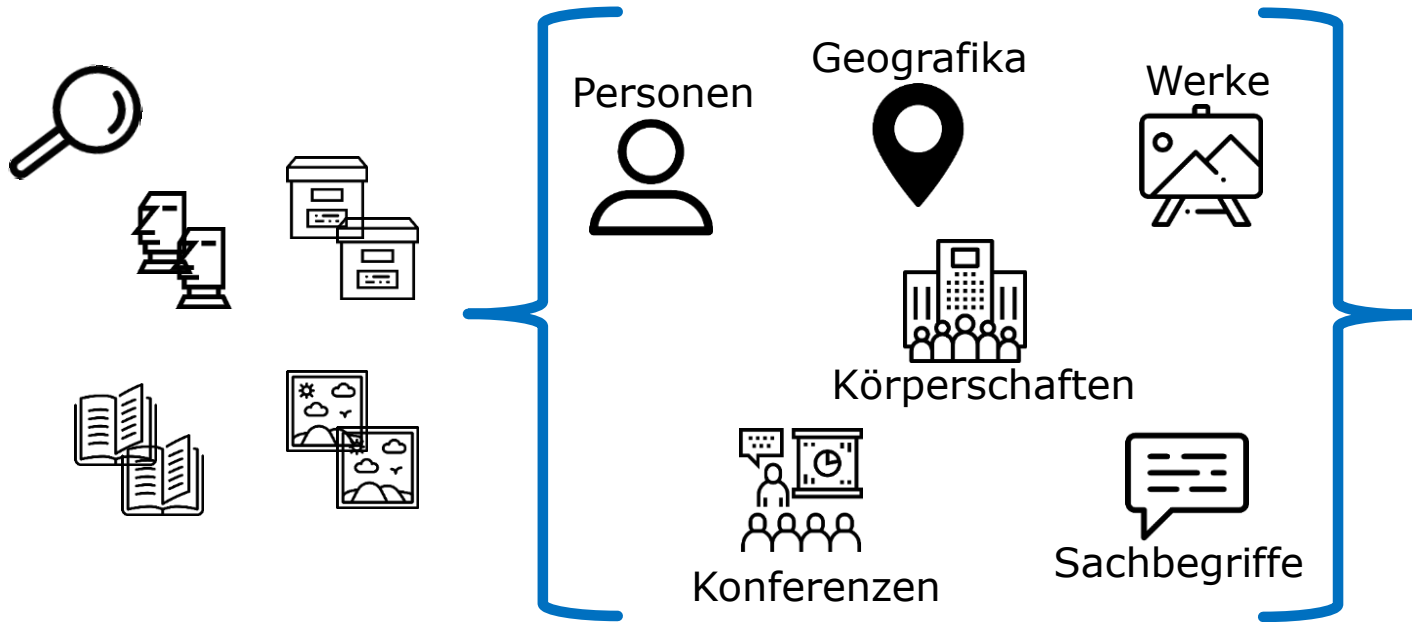 Personen
Geografika
Werke
Körperschaften
Konferenzen
Sachbegriffe